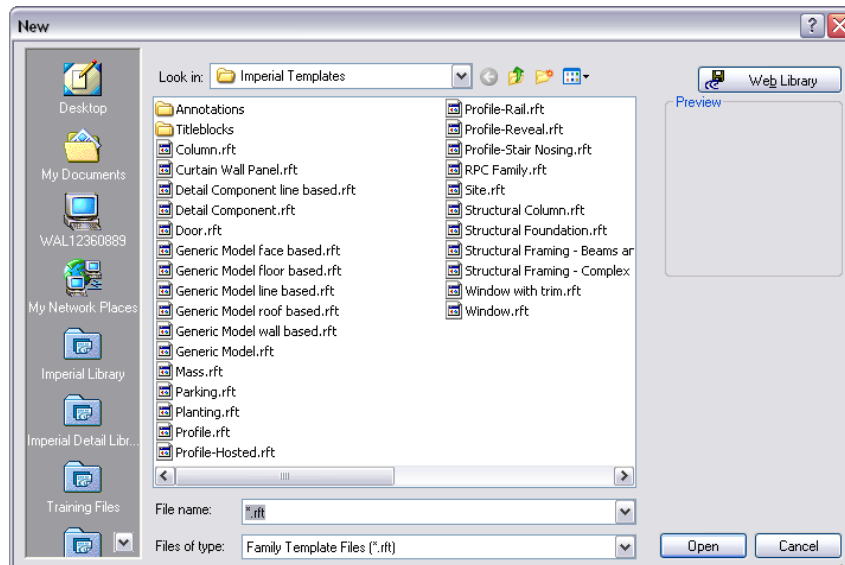 New
Look in: Imperial Templates
Web Library
Preview
Desktop
My Documents
WAL12360889
My Network Places
Imperial Library
Imperial Detail Libr...
Training Files
Annotations
Titleblocks
Column.rft
Curtain Wall Panel.rft
Detail Component line based.rft
Detail Component.rft
Door.rft
Generic Model face based.rft
Generic Model floor based.rft
Generic Model line based.rft
Generic Model roof based.rft
Generic Model wall based.rft
Generic Model.rft
Mass.rft
Parking.rft
Planting.rft
Profile.rft
Profile-Hosted.rft
Profile-Rail.rft
Profile-Reveal.rft
Profile-Stair Nosing.rft
RPC Family.rft
Site.rft
Structural Column.rft
Structural Foundation.rft
Structural Framing - Beams ar
Structural Framing - Complex
Window with trim.rft
Window.rft
File name: *.rft
Files of type: Family Template Files (*.rft)
Open
Cancel